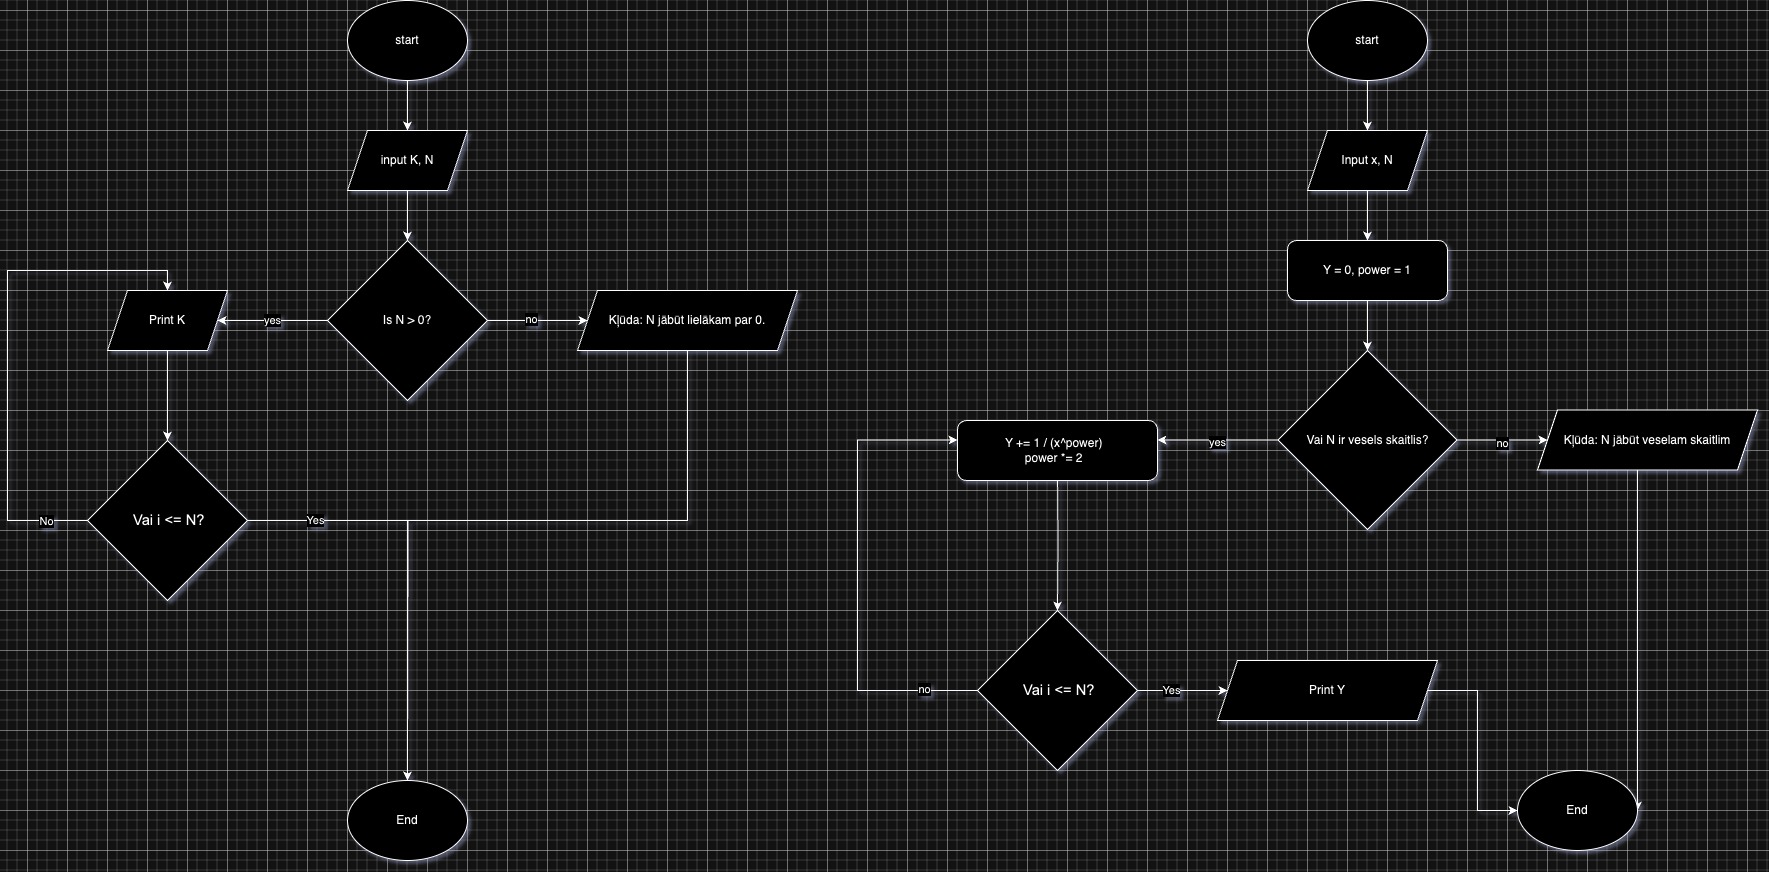 start
input K, N
Is N > 0?
yes
no
Print K
Kļūda: N jābūt lielākam par 0.
Vai i <= N?
No
Yes
End
start
Input x, N
Y = 0, power = 1
Vai N ir vesels skaitlis?
yes
no
Y += 1 / (x^power)
power *= 2
Kļūda: N jābūt veselam skaitlim
Vai i <= N?
no
Yes
Print Y
End